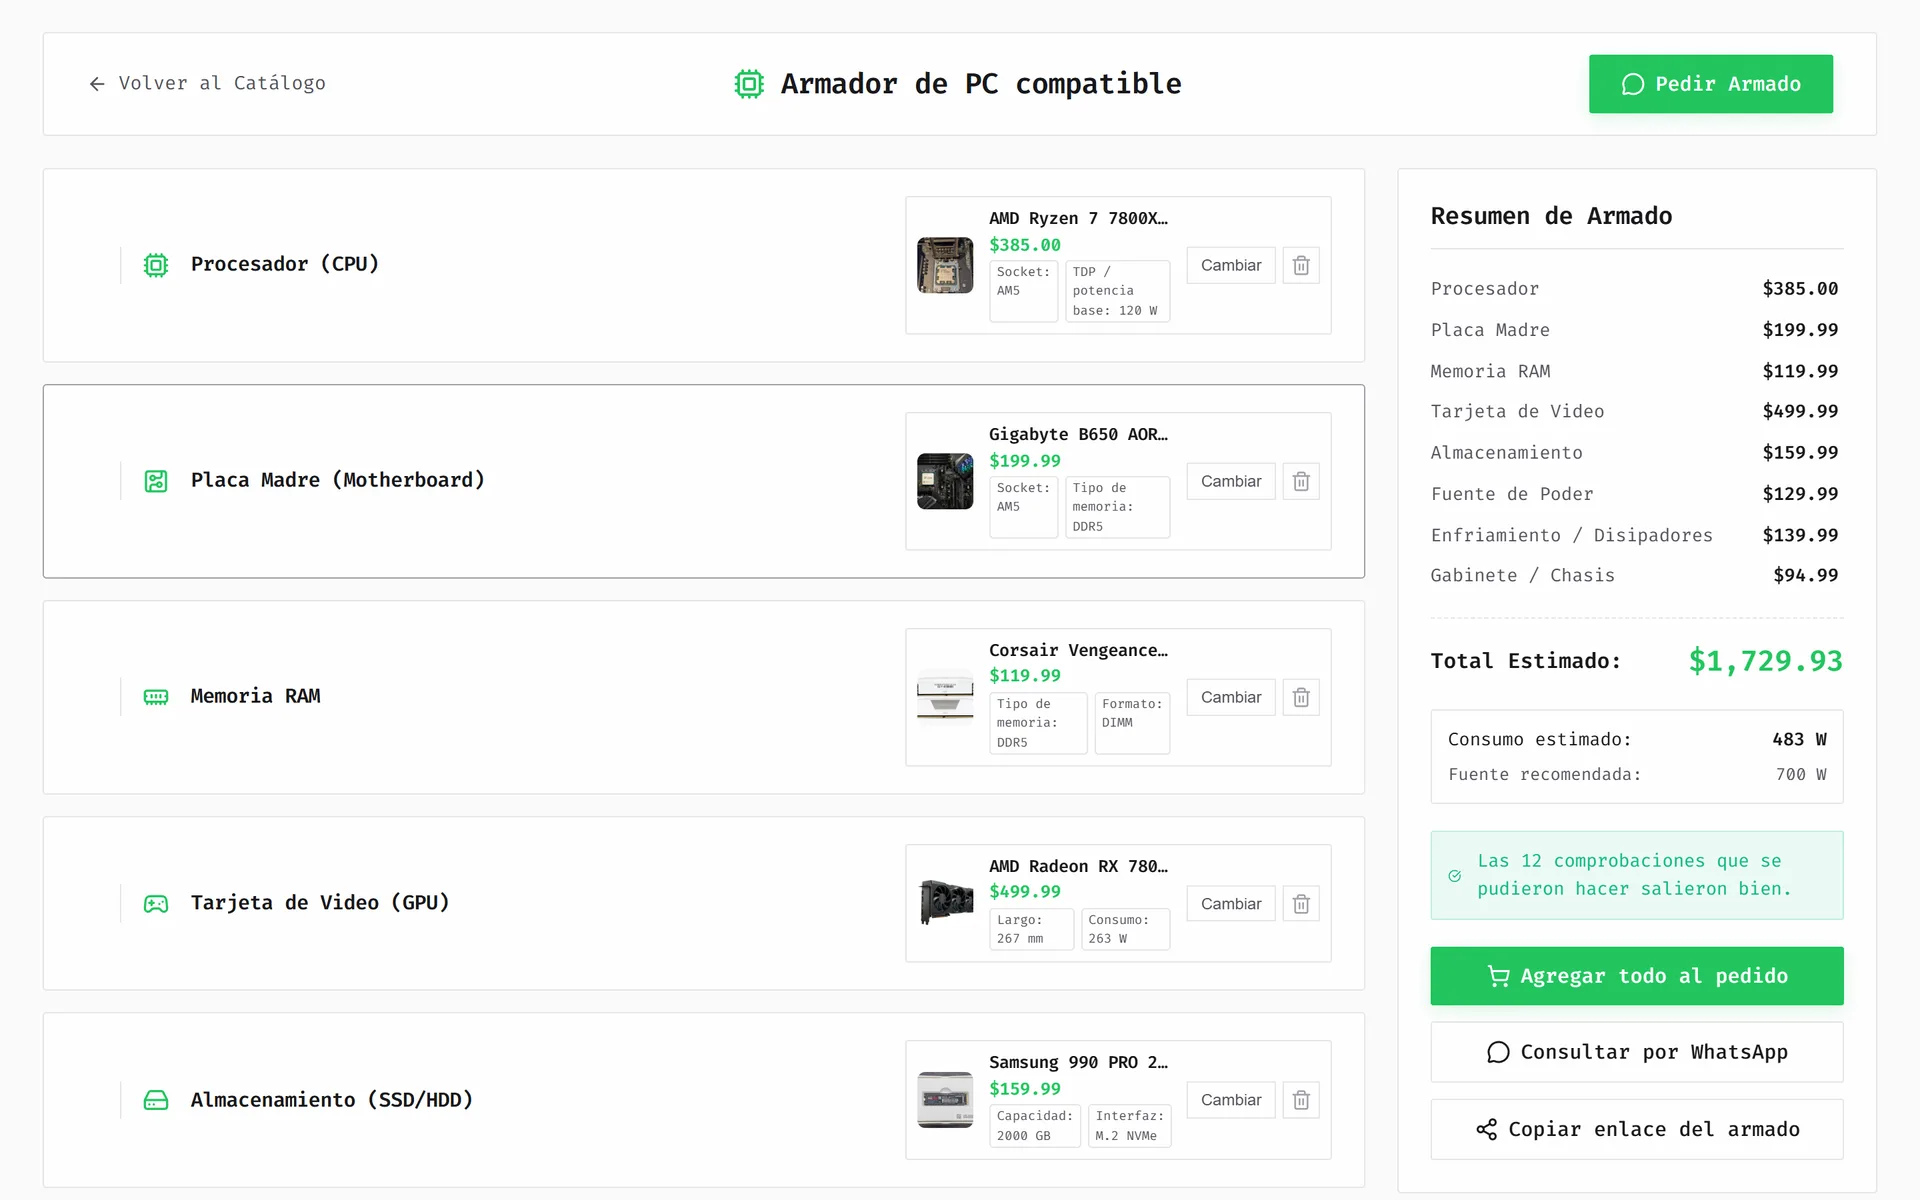 Volver al Catálogo
Armador de PC compatible
Pedir Armado
Procesador (CPU)
AMD Ryzen 7 7800X…
$385.00
Socket:
AM5
TDP /
potencia
base: 120 W
Cambiar
Placa Madre (Motherboard)
Gigabyte B650 AOR…
$199.99
Socket:
AM5
Tipo de
memoria:
DDR5
Cambiar
Memoria RAM
Corsair Vengeance…
$119.99
Tipo de
memoria:
DDR5
Formato:
DIMM
Cambiar
Tarjeta de Video (GPU)
AMD Radeon RX 780…
$499.99
Largo:
267 mm
Consumo:
263 W
Cambiar
Almacenamiento (SSD/HDD)
Samsung 990 PRO 2…
$159.99
Capacidad:
2000 GB
Interfaz:
M.2 NVMe
Cambiar
Resumen de Armado
Procesador $385.00
Placa Madre $199.99
Memoria RAM $119.99
Tarjeta de Video $499.99
Almacenamiento $159.99
Fuente de Poder $129.99
Enfriamiento / Disipadores $139.99
Gabinete / Chasis $94.99
Total Estimado: $1,729.93
Consumo estimado: 483 W
Fuente recomendada: 700 W
Las 12 comprobaciones que se
pudieron hacer salieron bien.
Agregar todo al pedido
Consultar por WhatsApp
Copiar enlace del armado